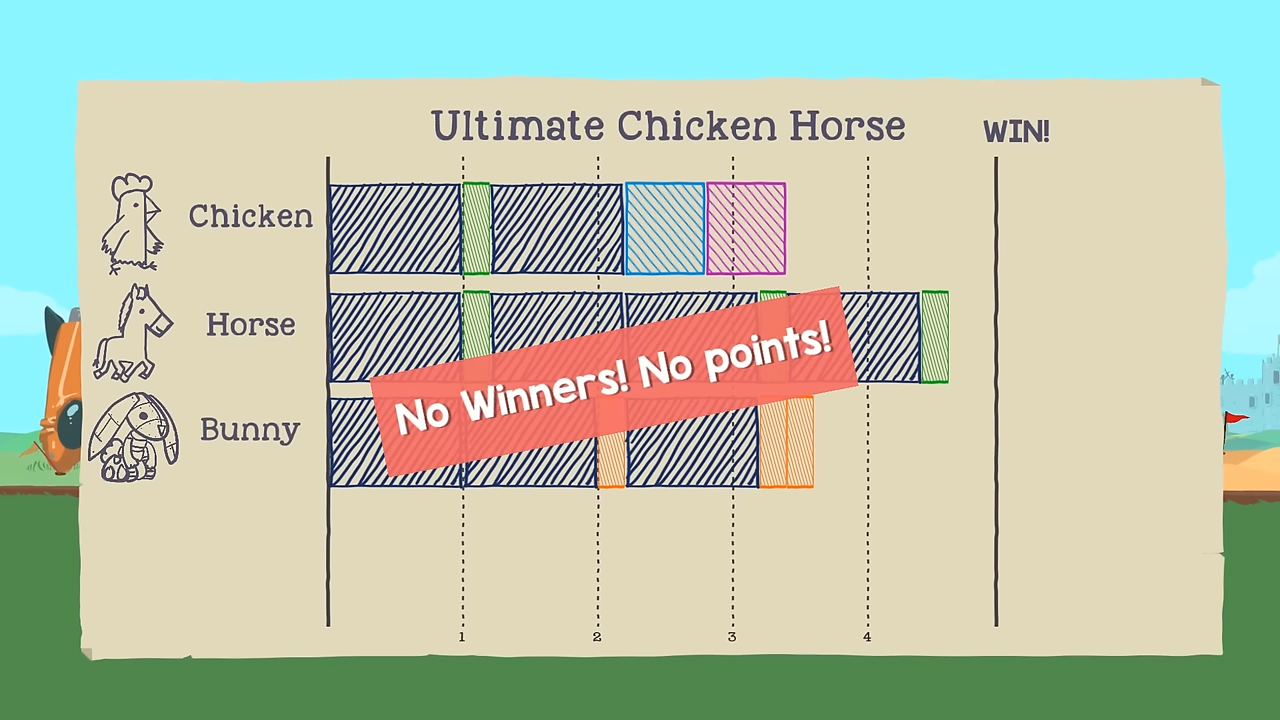 Ultimate Chicken Horse
WIN!
Chicken
Horse
Bunny
No Winners! No points!
1
2
3
4